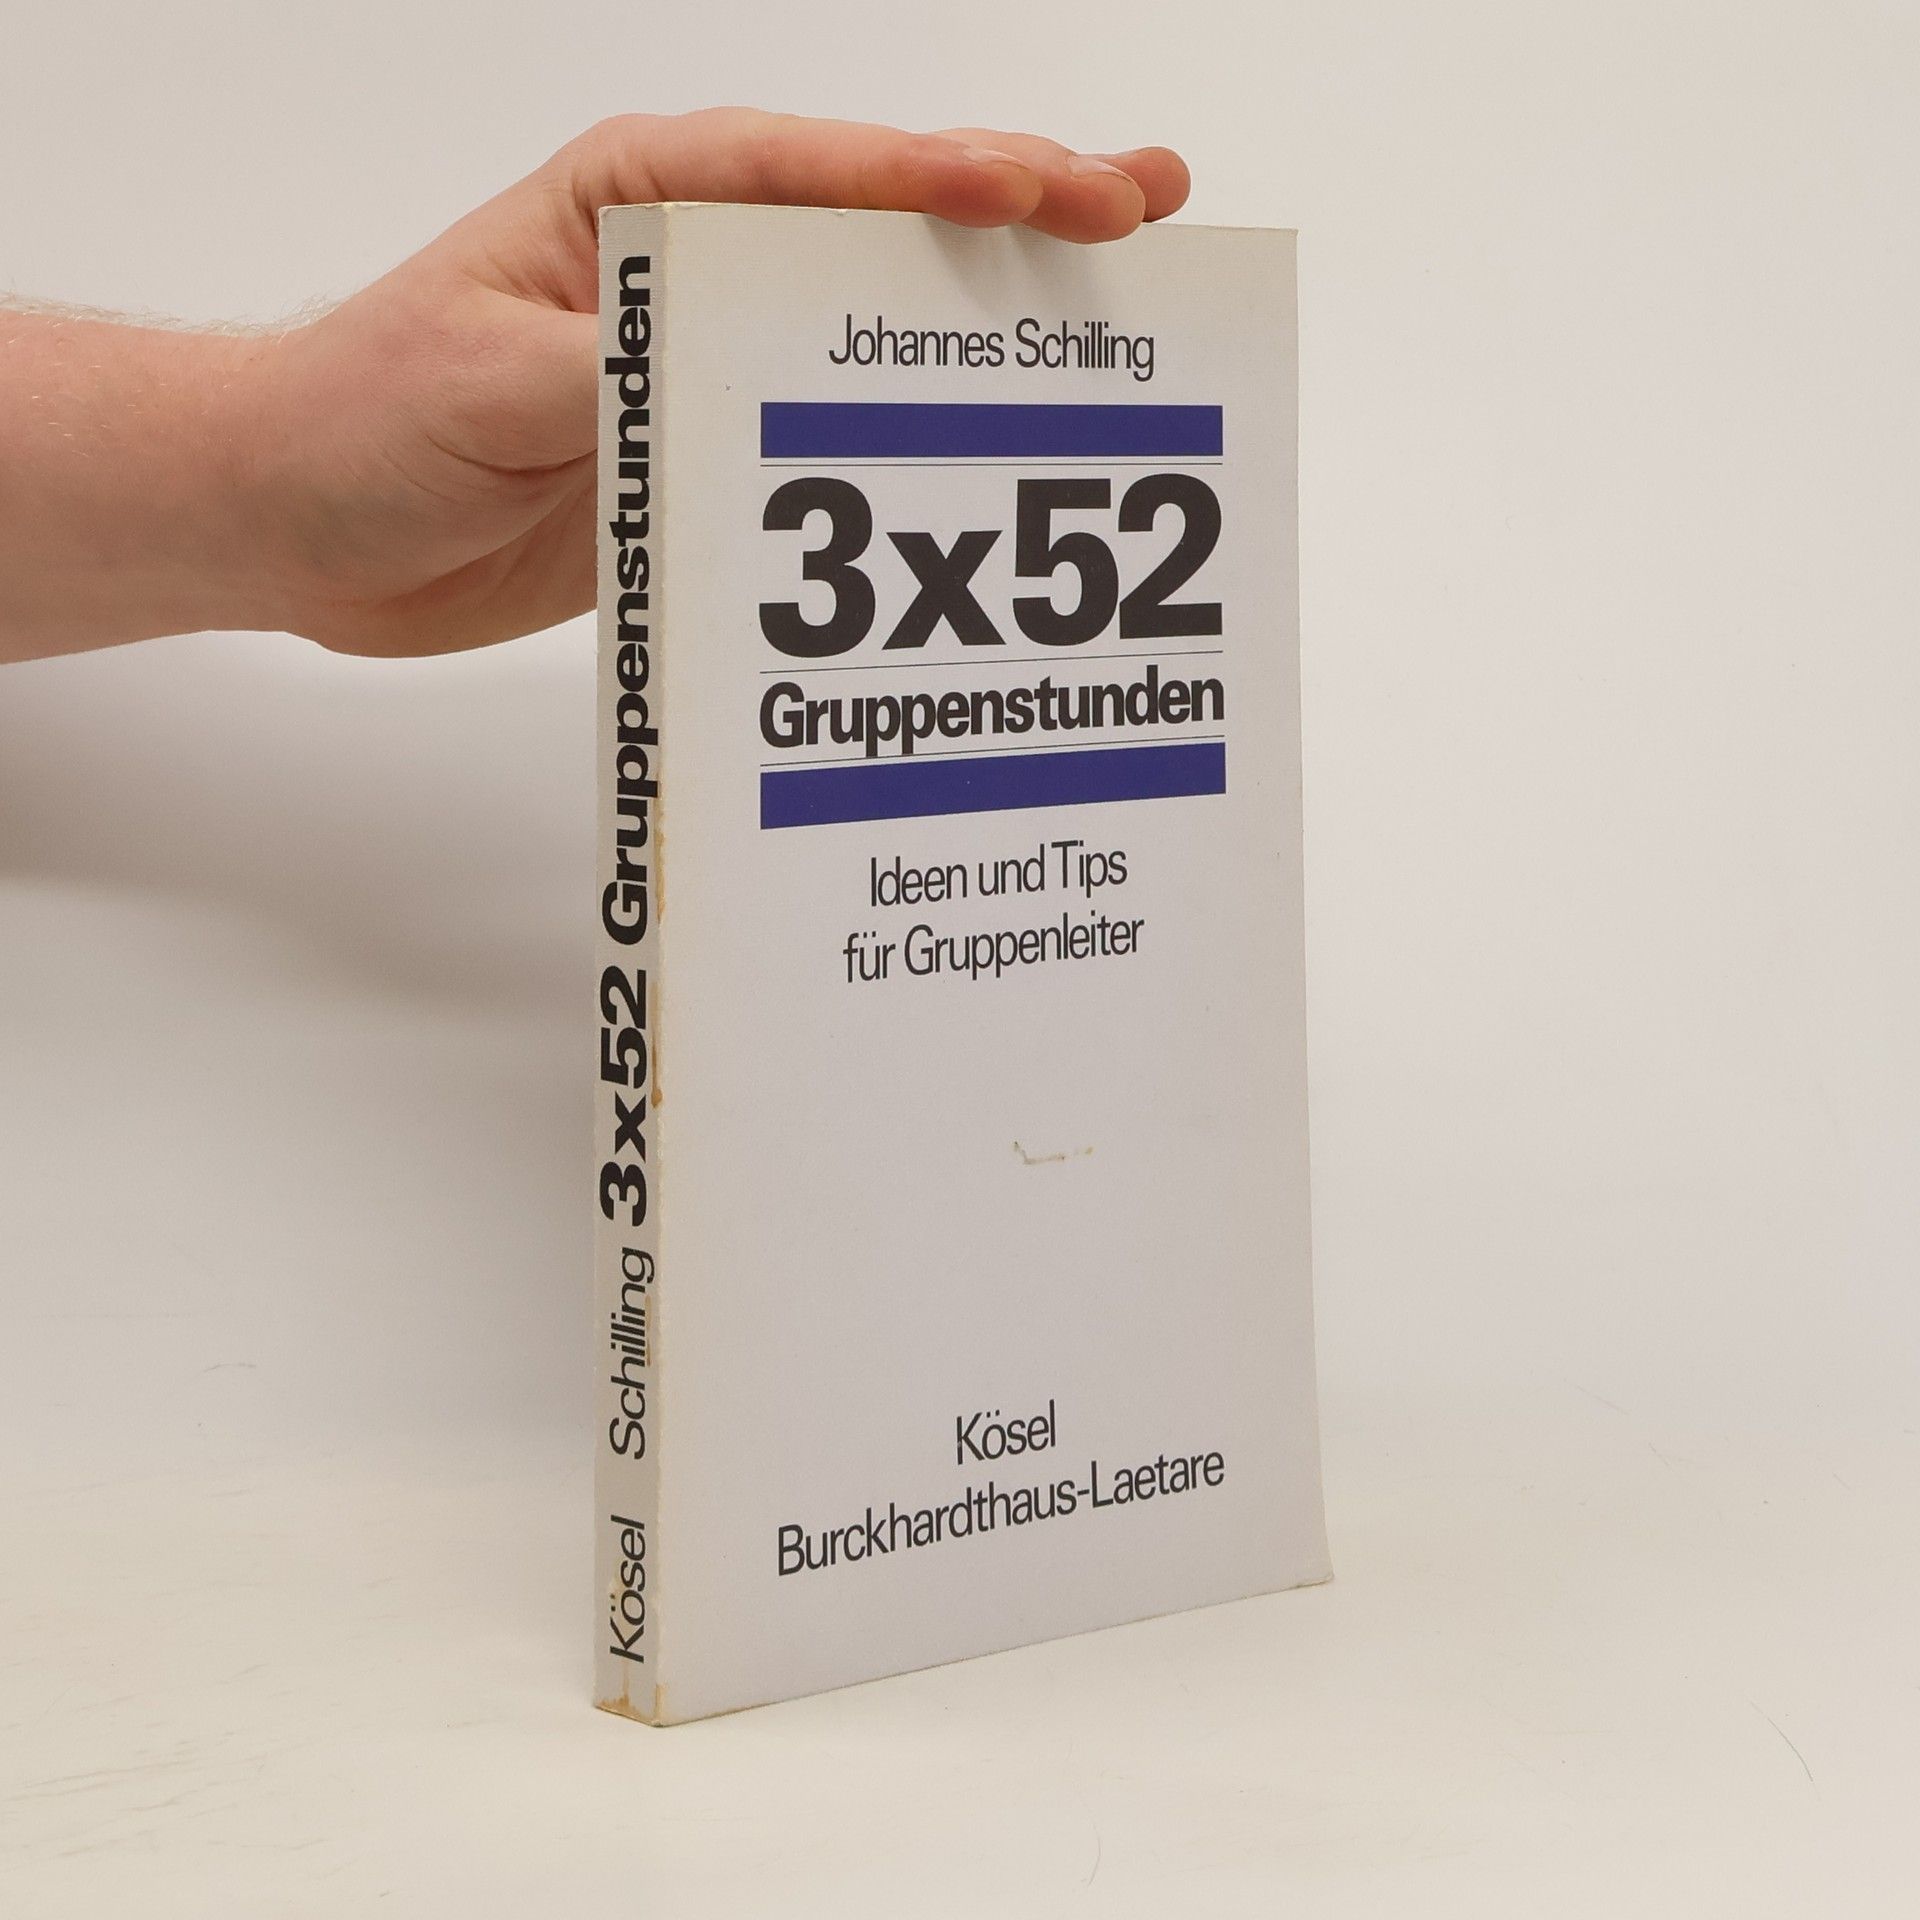 Johannes Schilling
3x52
Gruppenstunden
Ideen und Tips
für Gruppenleiter
Kösel
Burckhardthaus-Laetare
Kösel Schilling 3x52 Gruppenstunden